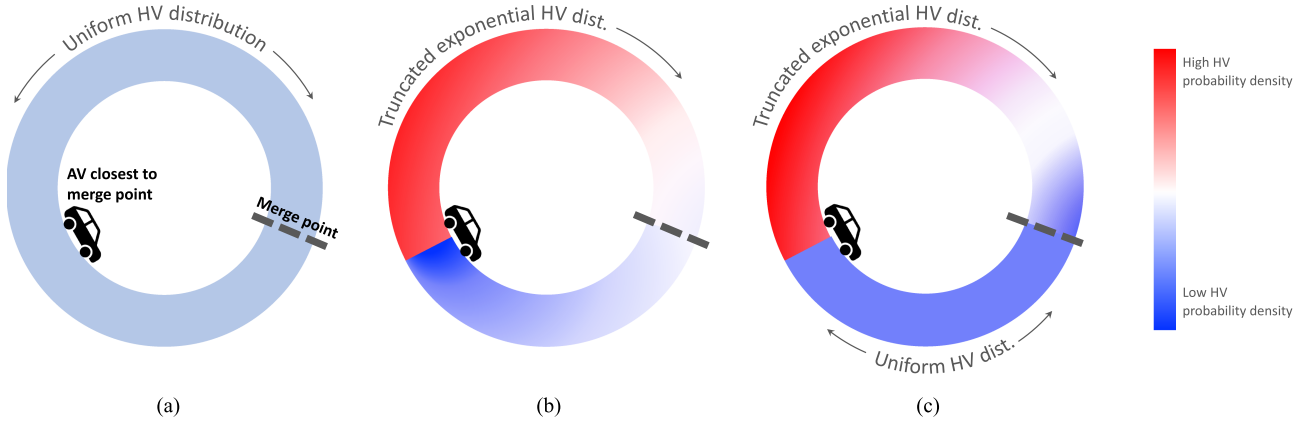 Uniform HV distribution
AV closest to
merge point
Merge point
(a)
Truncated exponential HV dist.
(b)
Truncated exponential HV dist.
Uniform HV dist.
(c)
High HV
probability density
Low HV
probability density